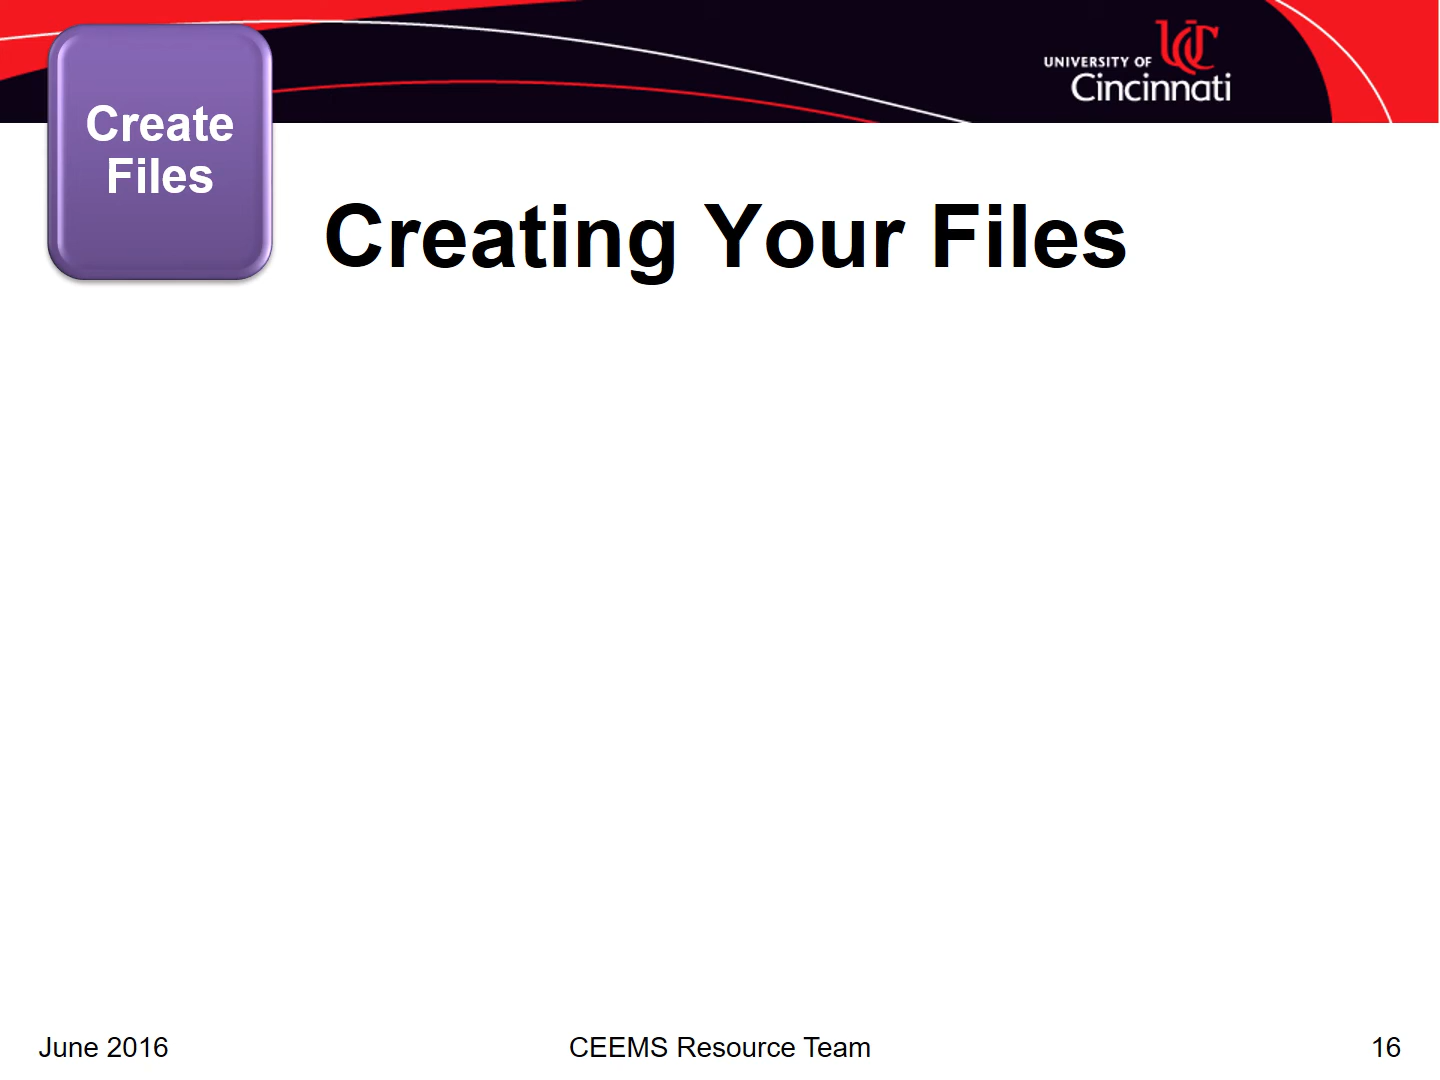 UNIVERSITY OF
Cincinnati
Create
Files
Creating Your Files
June 2016
CEEMS Resource Team
16